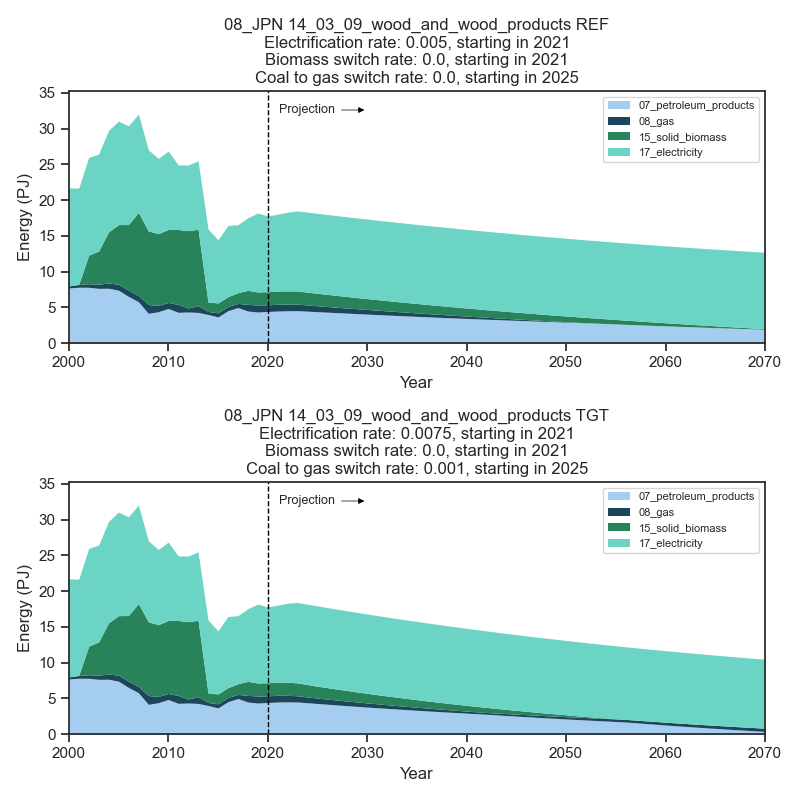 08_JPN 14_03_09_wood_and_wood_products REF
Electrification rate: 0.005, starting in 2021
Biomass switch rate: 0.0, starting in 2021
Coal to gas switch rate: 0.0, starting in 2025
35
30
25
20
15
10
5
0
Energy (PJ)
Projection
07_petroleum_products
08_gas
15_solid_biomass
17_electricity
2000 2010 2020 2030 2040 2050 2060 2070
Year
08_JPN 14_03_09_wood_and_wood_products TGT
Electrification rate: 0.0075, starting in 2021
Biomass switch rate: 0.0, starting in 2021
Coal to gas switch rate: 0.001, starting in 2025
35
30
25
20
15
10
5
0
Energy (PJ)
Projection
07_petroleum_products
08_gas
15_solid_biomass
17_electricity
2000 2010 2020 2030 2040 2050 2060 2070
Year